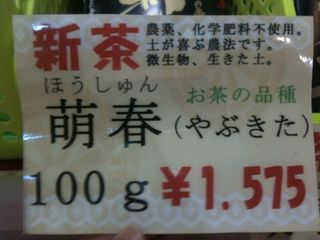 新茶
農薬、化学肥料不使用。
土が喜ぶ農法です。
微生物、生きた土。
ほうしゅん
お茶の品種
萌春(やぶきた)
100g ¥1.575